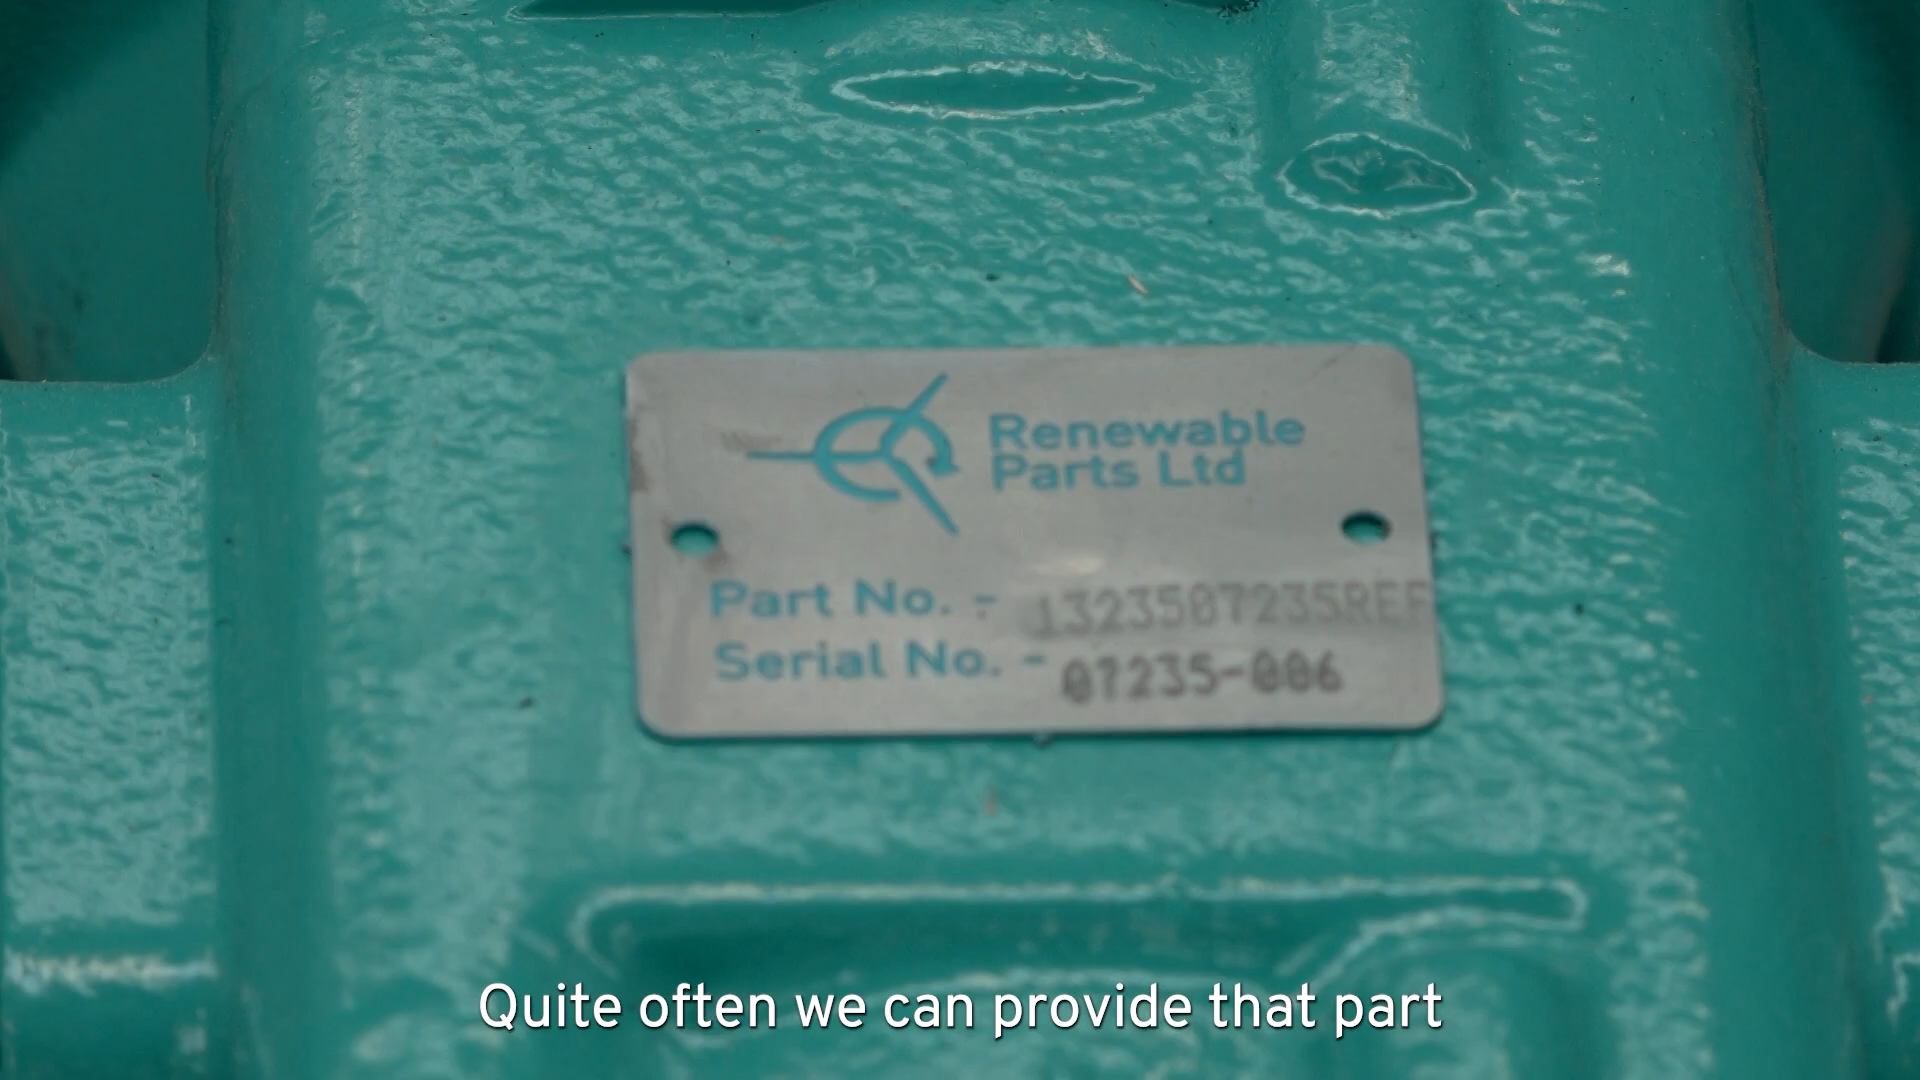 Renewable
Parts Ltd
Part No. - 1323507235REF
Serial No. - 07235-006
Quite often we can provide that part